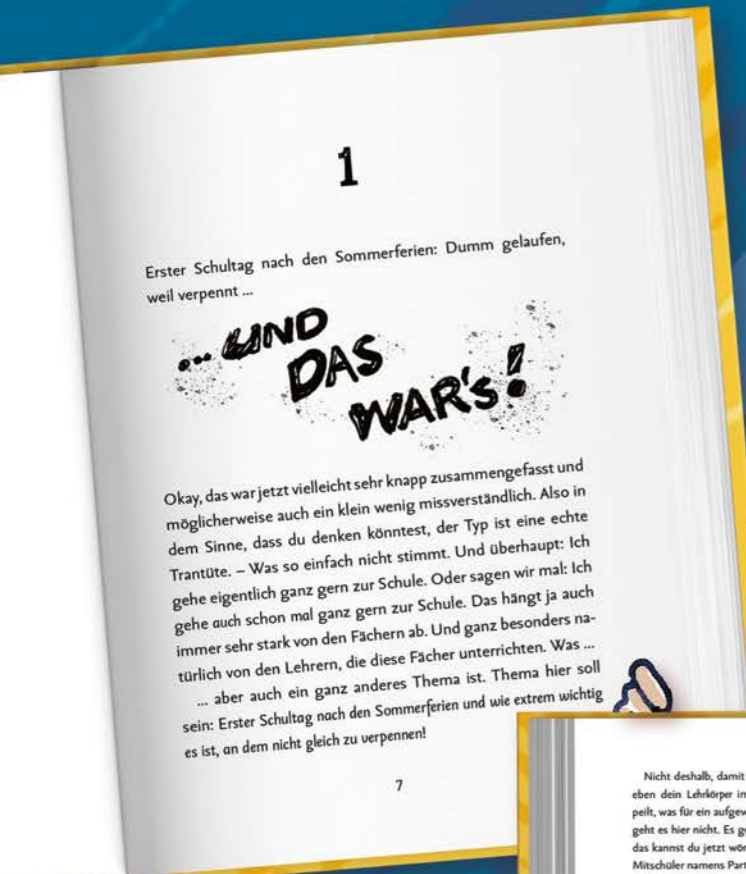 1
Erster Schultag nach den Sommerferien: Dumm gelaufen,
weil verpennt ...
... UND
DAS
WAR's!
Okay, das war jetzt vielleicht sehr knapp zusammengefasst und
möglicherweise auch ein klein wenig missverständlich. Also in
dem Sinne, dass du denken könntest, der Typ ist eine echte
Trantüte. – Was so einfach nicht stimmt. Und überhaupt: Ich
gehe eigentlich ganz gern zur Schule. Oder sagen wir mal: Ich
gehe auch schon mal ganz gern zur Schule. Das hängt ja auch
immer sehr stark von den Fächern ab. Und ganz besonders na-
türlich von den Lehrern, die diese Fächer unterrichten. Was ...
... aber auch ein ganz anderes Thema ist. Thema hier soll
sein: Erster Schultag nach den Sommerferien und wie extrem wichtig
es ist, an dem nicht gleich zu verpennen!
7
Nicht deshalb, damit
eben dein Lehrkörper im
peilt, was für ein aufgew
geht es hier nicht. Es g
das kannst du jetzt wör
Mitschüler namens Part